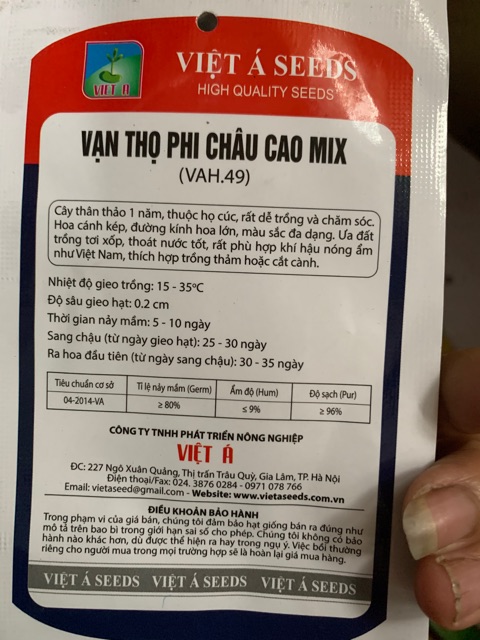 VIỆT Á
VIỆT Á SEEDS
HIGH QUALITY SEEDS
VẠN THỌ PHI CHÂU CAO MIX
(VAH.49)
Cây thân thảo 1 năm, thuộc họ cúc, rất dễ trồng và chăm sóc.
Hoa cánh kép, đường kính hoa lớn, màu sắc đa dạng. Ưa đất
trồng tơi xốp, thoát nước tốt, rất phù hợp khí hậu nóng ẩm
như Việt Nam, thích hợp trồng thảm hoặc cắt cành.
Nhiệt độ gieo trồng: 15 - 35ºC
Độ sâu gieo hạt: 0.2 cm
Thời gian nảy mầm: 5 - 10 ngày
Sang chậu (từ ngày gieo hạt): 25 - 30 ngày
Ra hoa đầu tiên (từ ngày sang chậu): 30 - 35 ngày
Tiêu chuẩn cơ sở Tỉ lệ nảy mầm (Germ) Ẩm độ (Hum) Độ sạch (Pur)
04-2014-VA ≥ 80% ≤ 9% ≥ 96%
CÔNG TY TNHH PHÁT TRIỂN NÔNG NGHIỆP
VIỆT Á
ĐC: 227 Ngô Xuân Quảng, Thị trấn Trâu Quỳ, Gia Lâm, TP. Hà Nội
Điện thoại/Fax: 024. 3876 0284 - 0971 078 766
Email: vietaseed@gmail.com - Website: www.vietaseeds.com.vn
ĐIỀU KHOẢN BẢO HÀNH
Trong phạm vi của giá bán, chúng tôi đảm bảo hạt giống bán ra đúng như
mô tả trên bao bì trong giới hạn sai số cho phép. Chúng tôi không có bảo
hành nào khác hơn, dù được thể hiện ra hay trong ngụ ý. Việc bồi thường
riêng cho người mua trong mọi trường hợp sẽ là hoàn lại giá mua hàng.
VIỆT Á SEEDS VIỆT Á SEEDS VIỆT Á SEEDS